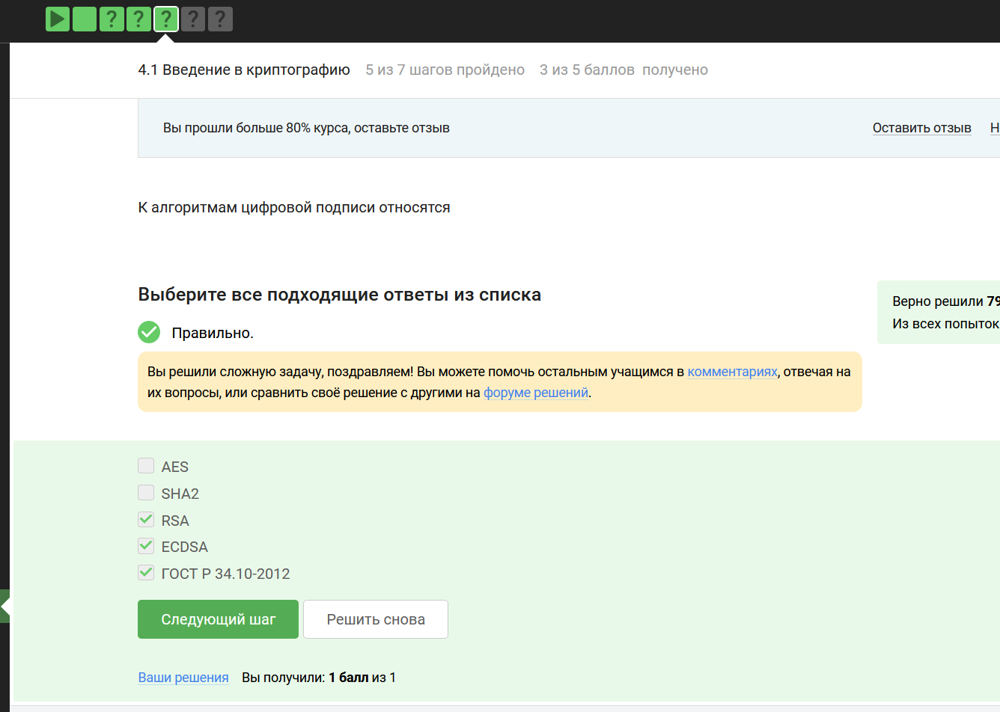 ? ? ? ? ?
4.1 Введение в криптографию 5 из 7 шагов пройдено 3 из 5 баллов получено
Вы прошли больше 80% курса, оставьте отзыв Оставить отзыв Н
К алгоритмам цифровой подписи относятся
Выберите все подходящие ответы из списка
Верно решили 79
Из всех попыток
Правильно.
Вы решили сложную задачу, поздравляем! Вы можете помочь остальным учащимся в комментариях, отвечая на
их вопросы, или сравнить своё решение с другими на форуме решений.
AES
SHA2
RSA
ECDSA
ГОСТ Р 34.10-2012
Следующий шаг Решить снова
Ваши решения Вы получили: 1 балл из 1